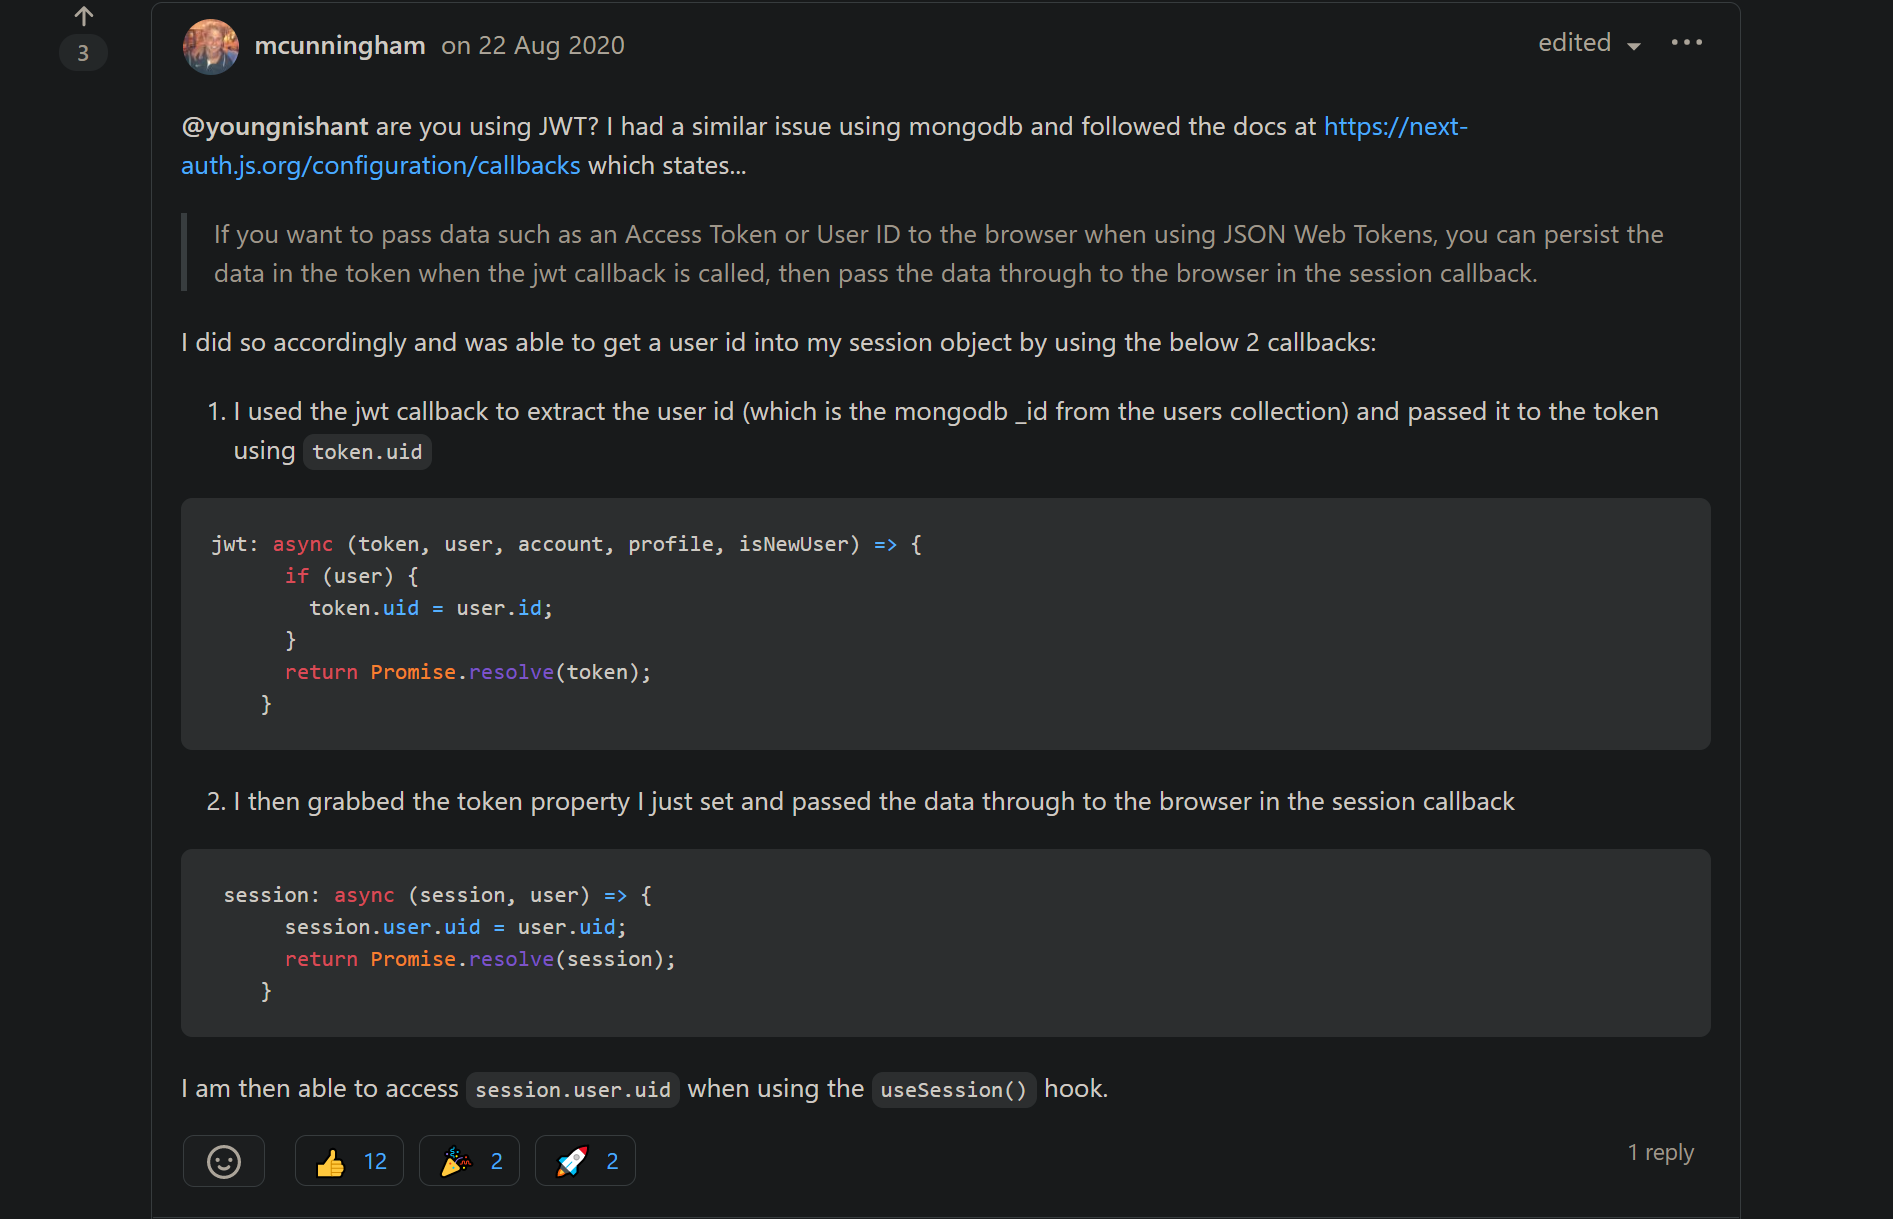 3
mcunningham on 22 Aug 2020
edited
@youngnishant are you using JWT? I had a similar issue using mongodb and followed the docs at https://next-
auth.js.org/configuration/callbacks which states...
If you want to pass data such as an Access Token or User ID to the browser when using JSON Web Tokens, you can persist the
data in the token when the jwt callback is called, then pass the data through to the browser in the session callback.
I did so accordingly and was able to get a user id into my session object by using the below 2 callbacks:
1. I used the jwt callback to extract the user id (which is the mongodb _id from the users collection) and passed it to the token
using token.uid
jwt: async (token, user, account, profile, isNewUser) => {
if (user) {
token.uid = user.id;
}
return Promise.resolve(token);
}
2. I then grabbed the token property I just set and passed the data through to the browser in the session callback
session: async (session, user) => {
session.user.uid = user.uid;
return Promise.resolve(session);
}
I am then able to access session.user.uid when using the useSession() hook.
12
2
2
1 reply